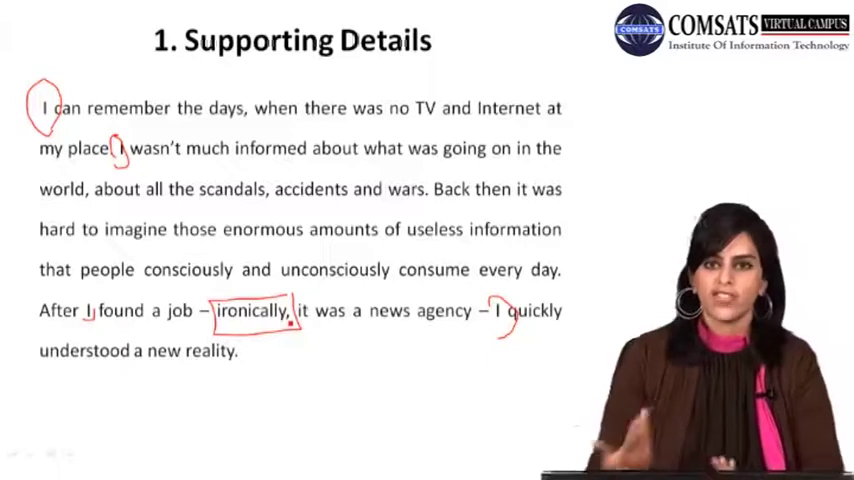 1. Supporting Details
COMSATS VIRTUAL CAMPUS
Institute Of Information Technology
COMSATS
I can remember the days, when there was no TV and Internet at
my place. I wasn't much informed about what was going on in the
world, about all the scandals, accidents and wars. Back then it was
hard to imagine those enormous amounts of useless information
that people consciously and unconsciously consume every day.
After I found a job – ironically, it was a news agency – I quickly
understood a new reality.